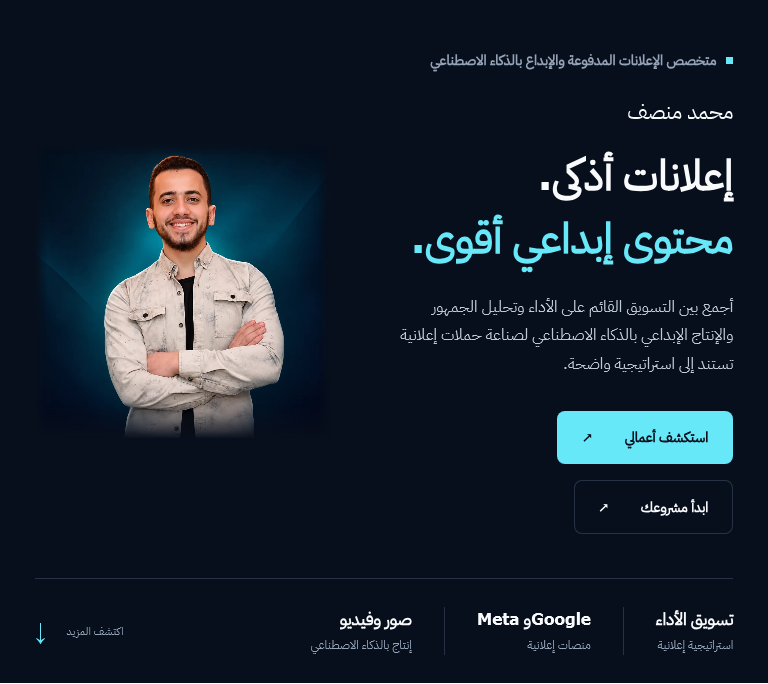 متخصص الإعلانات المدفوعة والإبداع بالذكاء الاصطناعي
محمد منصف
إعلانات أذكى.
محتوى إبداعي أقوى.
أجمع بين التسويق القائم على الأداء وتحليل الجمهور
والإنتاج الإبداعي بالذكاء الاصطناعي لصناعة حملات إعلانية
تستند إلى استراتيجية واضحة.
استكشف أعمالي ↗
ابدأ مشروعك ↗
تسويق الأداء
استراتيجية إعلانية
Google و Meta
منصات إعلانية
صور وفيديو
إنتاج بالذكاء الاصطناعي
اكتشف المزيد ↓